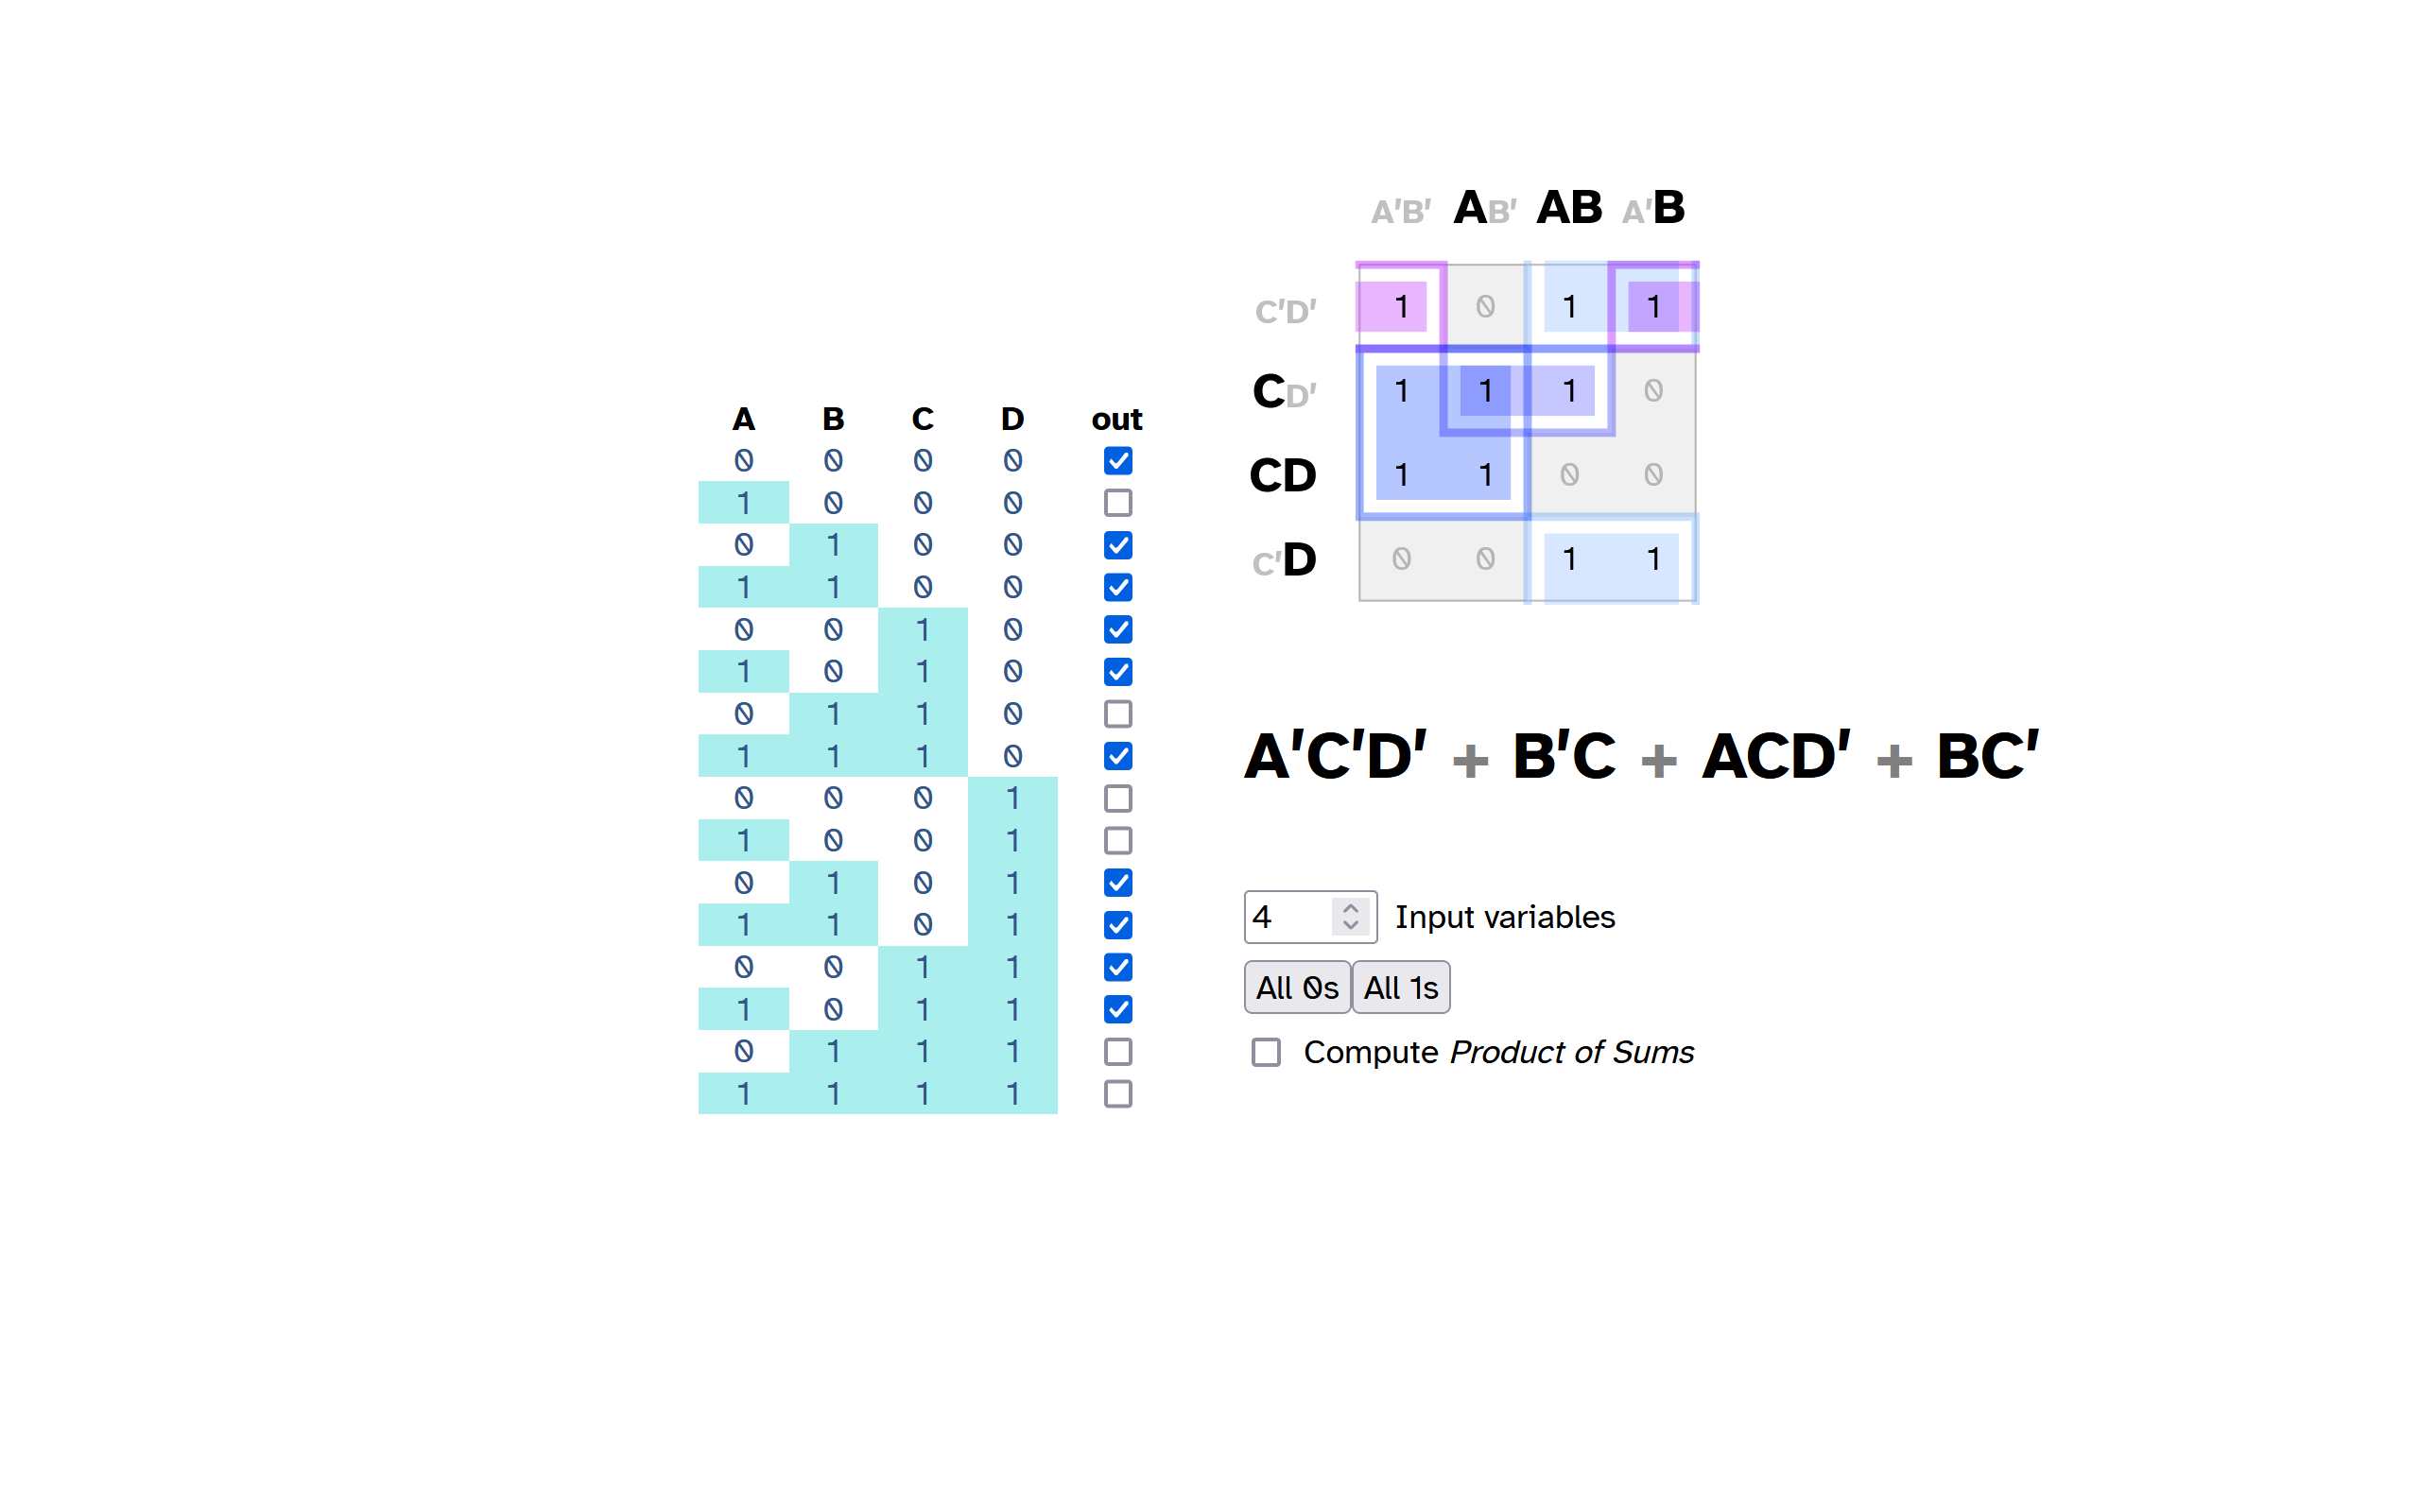 A B C D out
0 0 0 0
1 0 0 0
0 1 0 0
1 1 0 0
0 0 1 0
1 0 1 0
0 1 1 0
1 1 1 0
0 0 0 1
1 0 0 1
0 1 0 1
1 1 0 1
0 0 1 1
1 0 1 1
0 1 1 1
1 1 1 1
A'B' AB' AB A'B
C'D' 1 0 1 1
CD' 1 1 1 0
CD 1 1 0 0
C'D 0 0 1 1
A'C'D' + B'C + ACD' + BC'
4 Input variables
All 0s All 1s
Compute Product of Sums